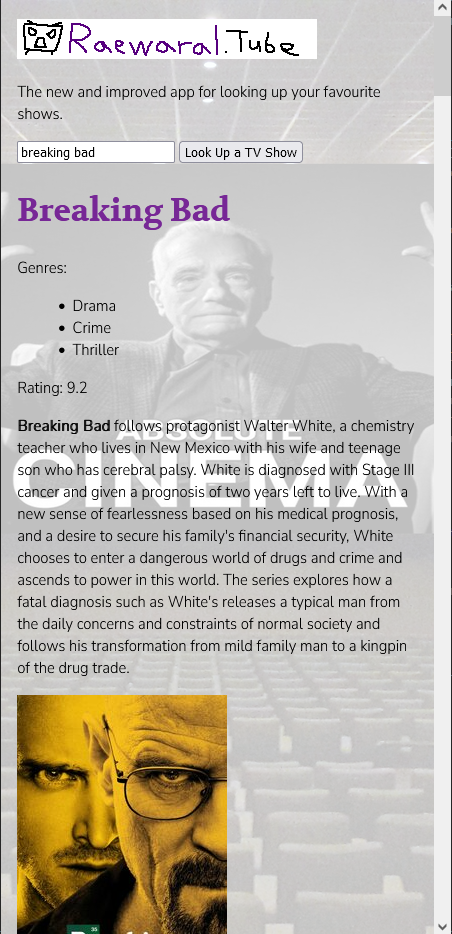 Raewaral.Tube
The new and improved app for looking up your favourite
shows.
breaking bad
Look Up a TV Show
Breaking Bad
Genres:
• Drama
• Crime
• Thriller
Rating: 9.2
Breaking Bad follows protagonist Walter White, a chemistry
teacher who lives in New Mexico with his wife and teenage
son who has cerebral palsy. White is diagnosed with Stage III
cancer and given a prognosis of two years left to live. With a
new sense of fearlessness based on his medical prognosis,
and a desire to secure his family's financial security, White
chooses to enter a dangerous world of drugs and crime and
ascends to power in this world. The series explores how a
fatal diagnosis such as White's releases a typical man from
the daily concerns and constraints of normal society and
follows his transformation from mild family man to a kingpin
of the drug trade.
ABSOLUTE
CINEMA
35